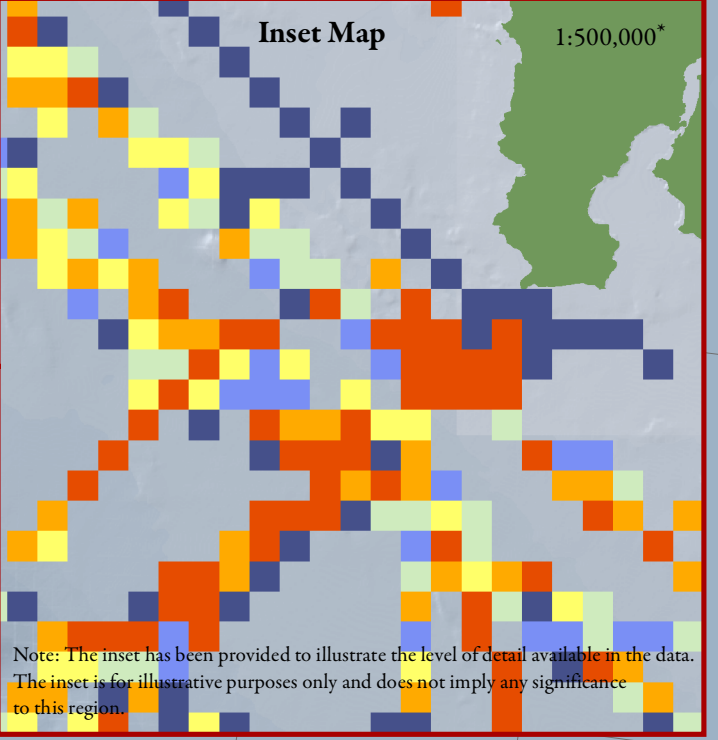 Inset Map
1:500,000*
Note: The inset has been provided to illustrate the level of detail available in the data.
The inset is for illustrative purposes only and does not imply any significance
to this region.